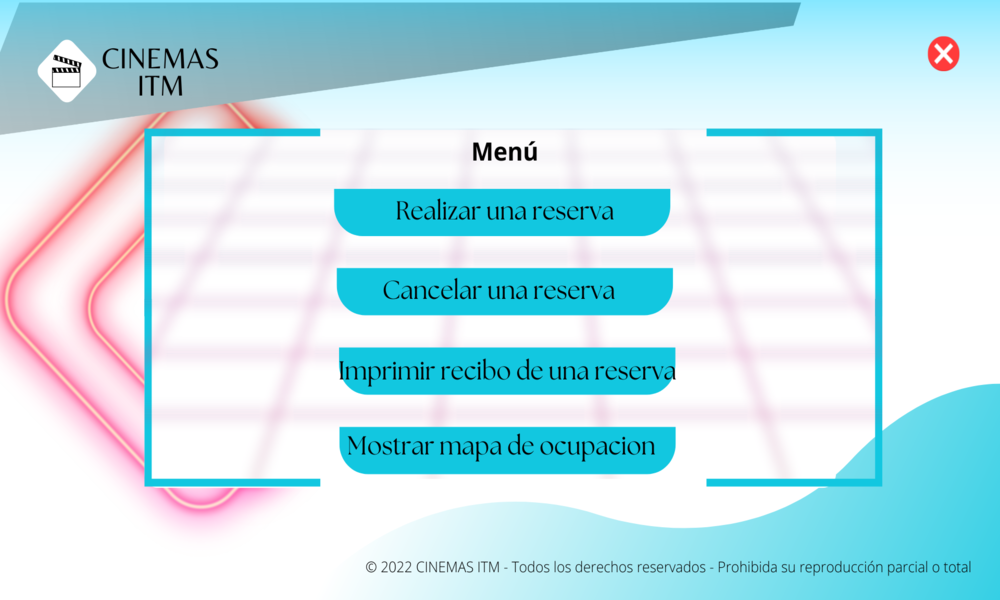 CINEMAS
ITM
Menú
Realizar una reserva
Cancelar una reserva
Imprimir recibo de una reserva
Mostrar mapa de ocupacion
© 2022 CINEMAS ITM - Todos los derechos reservados - Prohibida su reproducción parcial o total